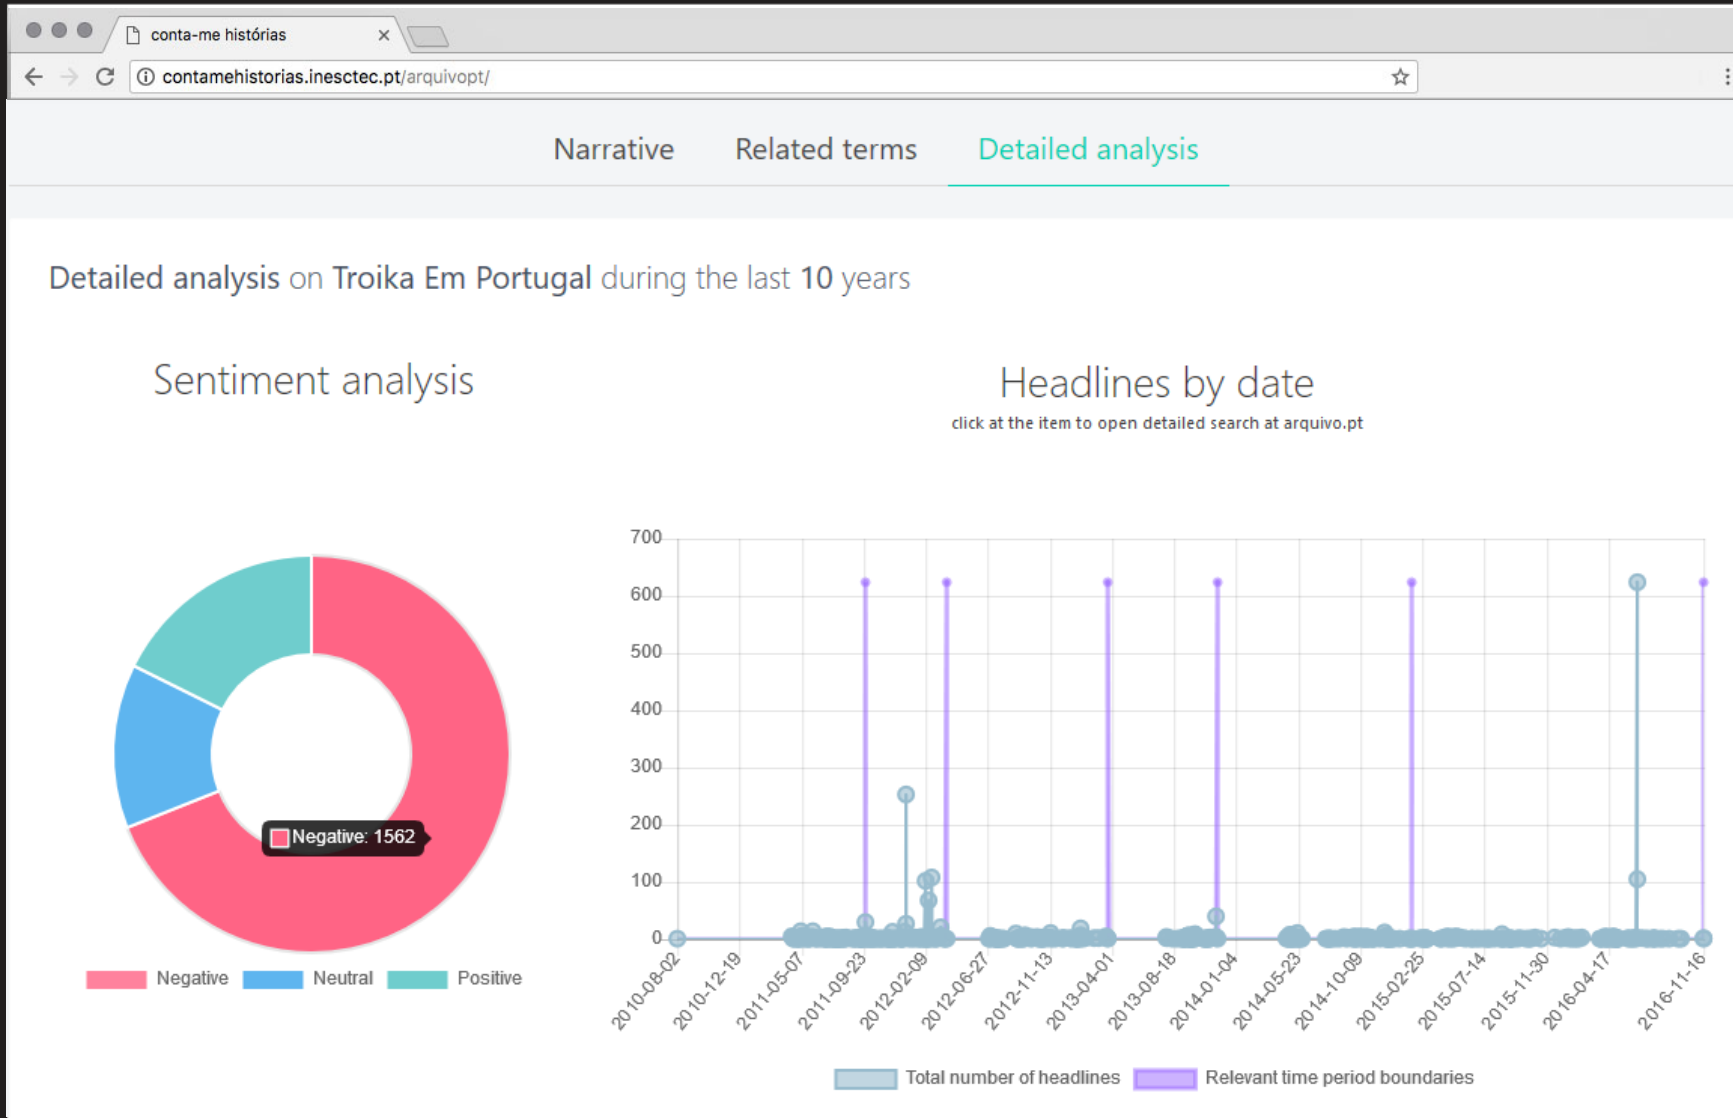 conta-me histórias
contamehistorias.inesctec.pt/arquivopt/
Narrative Related terms Detailed analysis
Detailed analysis on Troika Em Portugal during the last 10 years
Sentiment analysis
Negative: 1562
Negative Neutral Positive
Headlines by date
click at the item to open detailed search at arquivo.pt
700
600
500
400
300
200
100
0
2010-08-02
2010-12-19
2011-05-07
2011-09-23
2012-02-09
2012-06-27
2012-11-13
2013-04-01
2013-08-18
2014-01-04
2014-05-23
2014-10-09
2015-02-25
2015-07-14
2015-11-30
2016-04-17
2016-11-16
Total number of headlines Relevant time period boundaries